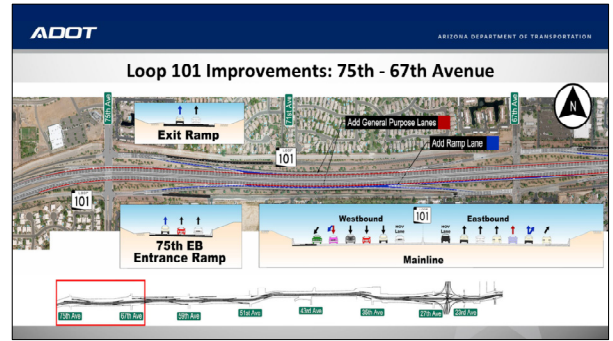 ADOT
ARIZONA DEPARTMENT OF TRANSPORTATION
Loop 101 Improvements: 75th - 67th Avenue
75th Ave
71st Ave
67th Ave
N
Exit Ramp
Add General Purpose Lanes
Add Ramp Lane
101
101
75th EB
Entrance Ramp
Westbound
101
Eastbound
HOV
Lane
HOV
Lane
Mainline
75th Ave
67th Ave
59th Ave
51st Ave
43rd Ave
35th Ave
27th Ave
23rd Ave